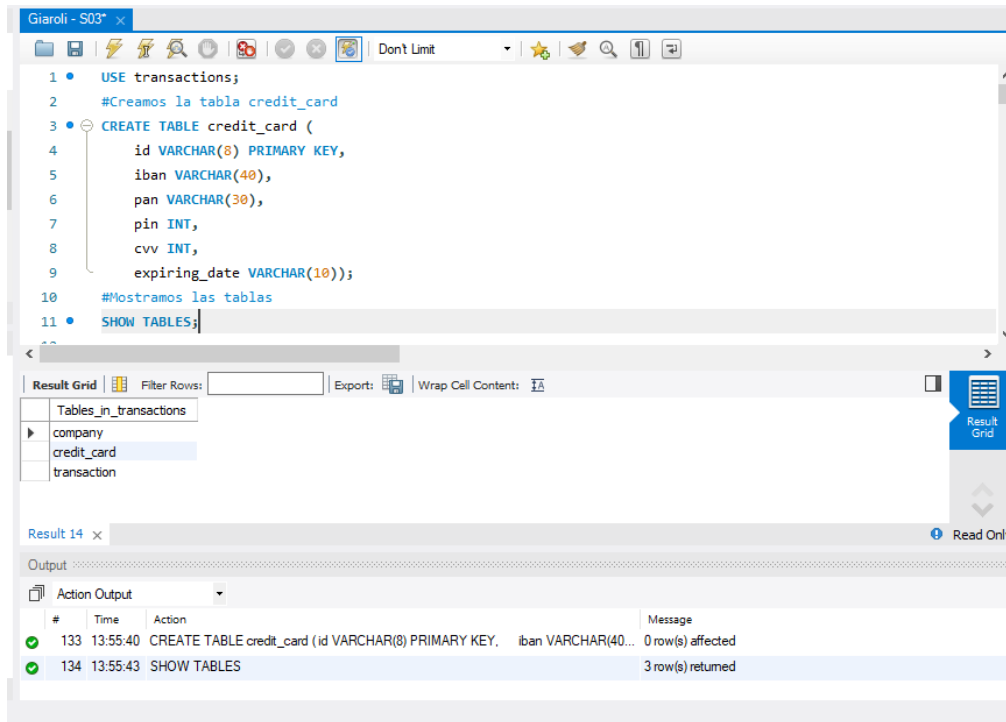 Giaroli - S03*
Don't Limit
1 USE transactions;
2 #Creamos la tabla credit_card
3 CREATE TABLE credit_card (
4 id VARCHAR(8) PRIMARY KEY,
5 iban VARCHAR(40),
6 pan VARCHAR(30),
7 pin INT,
8 cvv INT,
9 expiring_date VARCHAR(10));
10 #Mostramos las tablas
11 SHOW TABLES;
Result Grid Filter Rows: Export: Wrap Cell Content:
Tables_in_transactions
company
credit_card
transaction
Result Grid
Result 14 Read Onl
Output
Action Output
# Time Action Message
133 13:55:40 CREATE TABLE credit_card ( id VARCHAR(8) PRIMARY KEY, iban VARCHAR(40... 0 row(s) affected
134 13:55:43 SHOW TABLES 3 row(s) returned